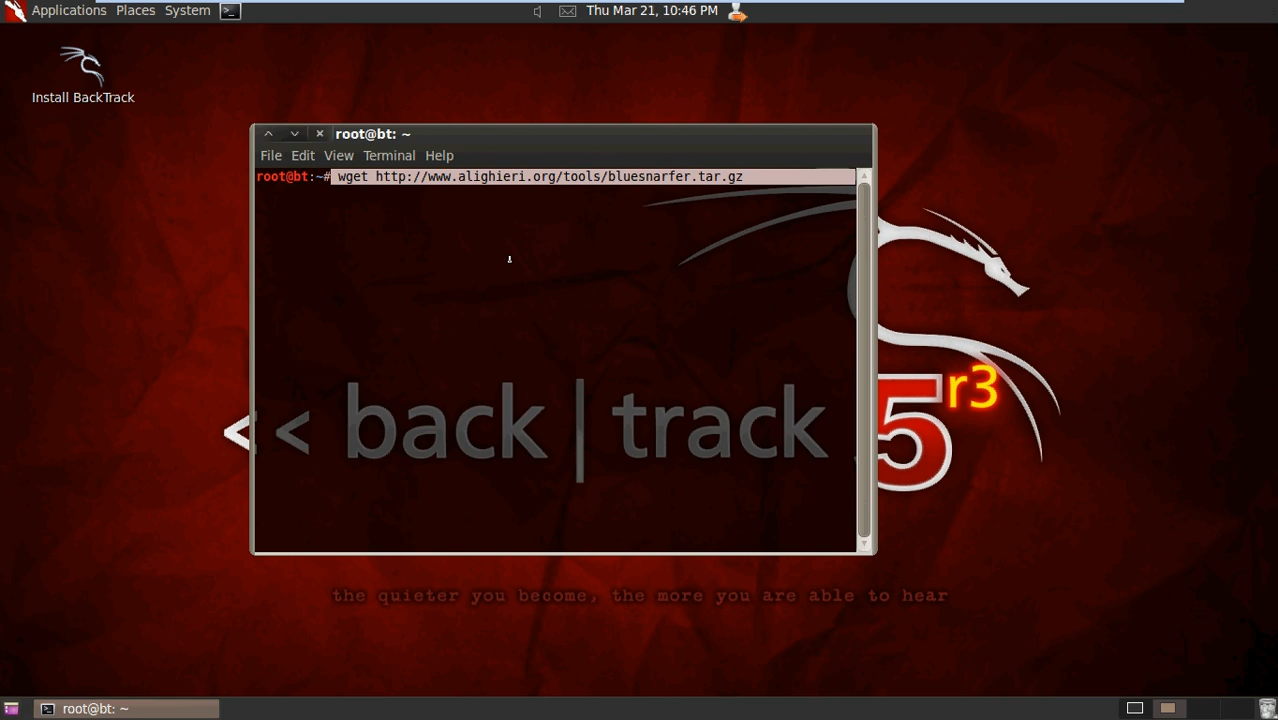 Applications Places System Thu Mar 21, 10:46 PM
Install BackTrack
root@bt: ~
File Edit View Terminal Help
root@bt:~# wget http://www.alighieri.org/tools/bluesnarfer.tar.gz
<< back | track 5 r3
the quieter you become, the more you are able to hear
root@bt: ~